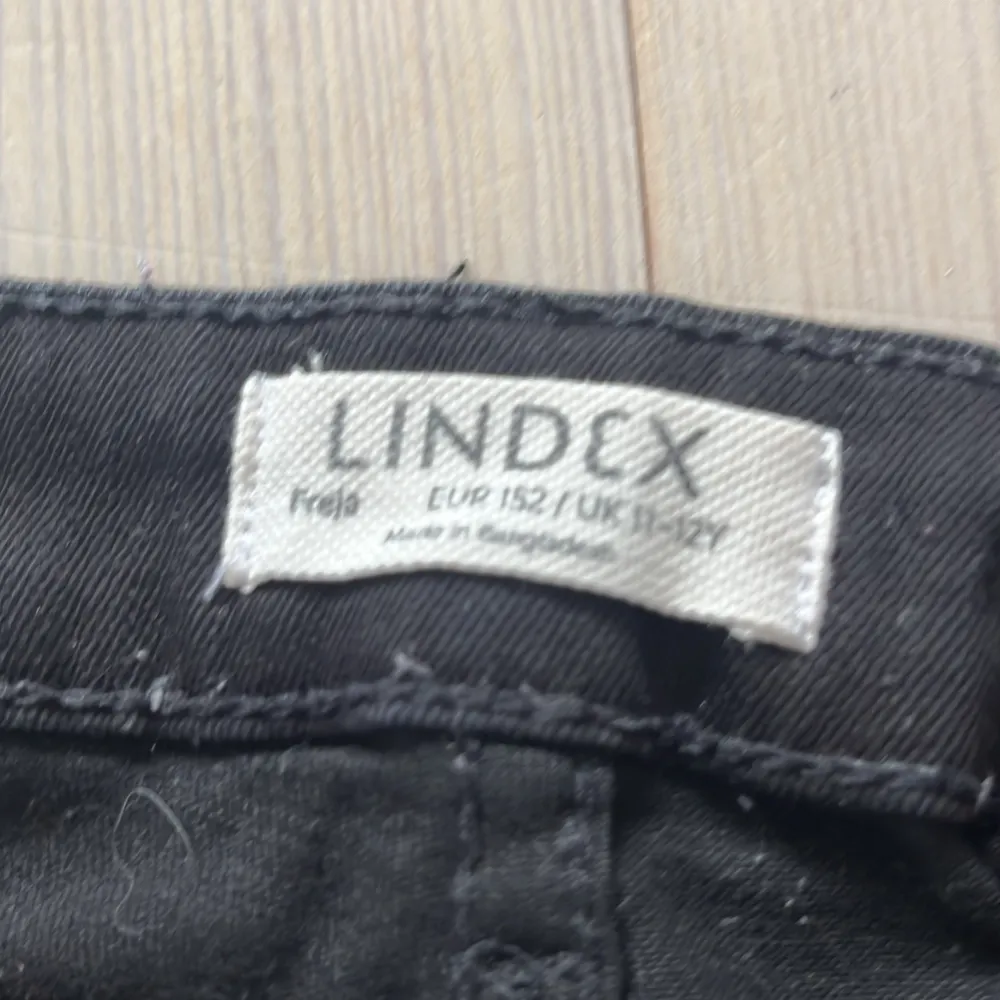 LINDEX
Freja EUR 152 / UK 11-12Y
Made in Bangladesh